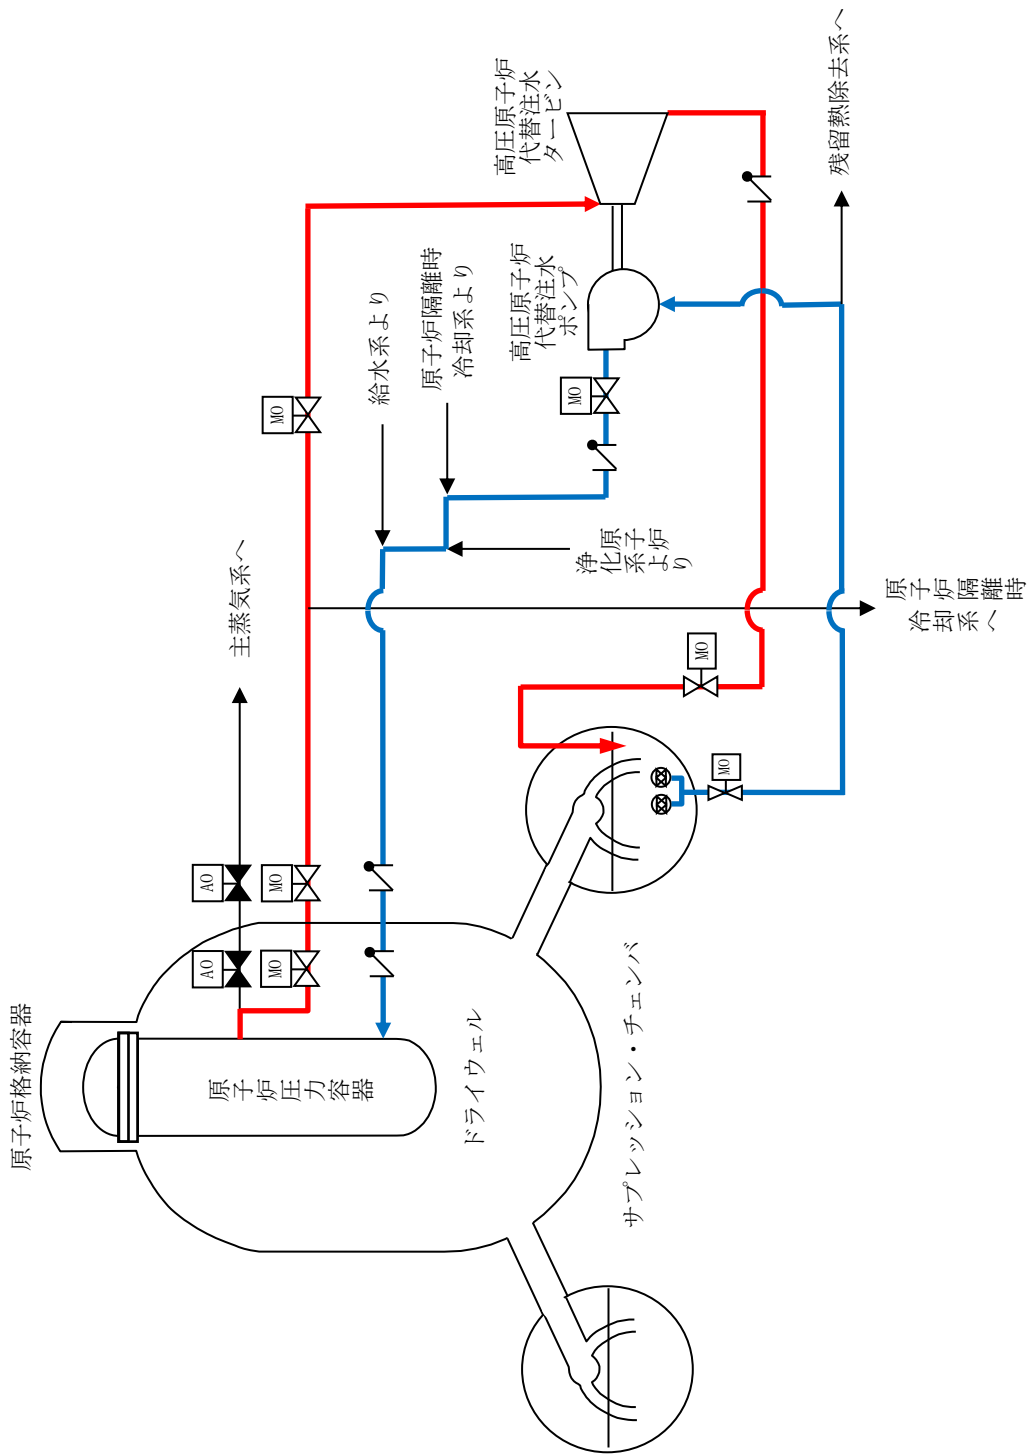 原子炉格納容器
原子炉圧力容器
ドライウェル
サプレッション・チェンバ
主蒸気系へ
AO
AO
MO
MO
MO
給水系より
原子炉隔離時
冷却系より
原子炉
浄化系より
MO
高圧原子炉
代替注水
ポンプ
高圧原子炉
代替注水
タービン
残留熱除去系へ
原子炉隔離時
冷却系へ
MO
MO